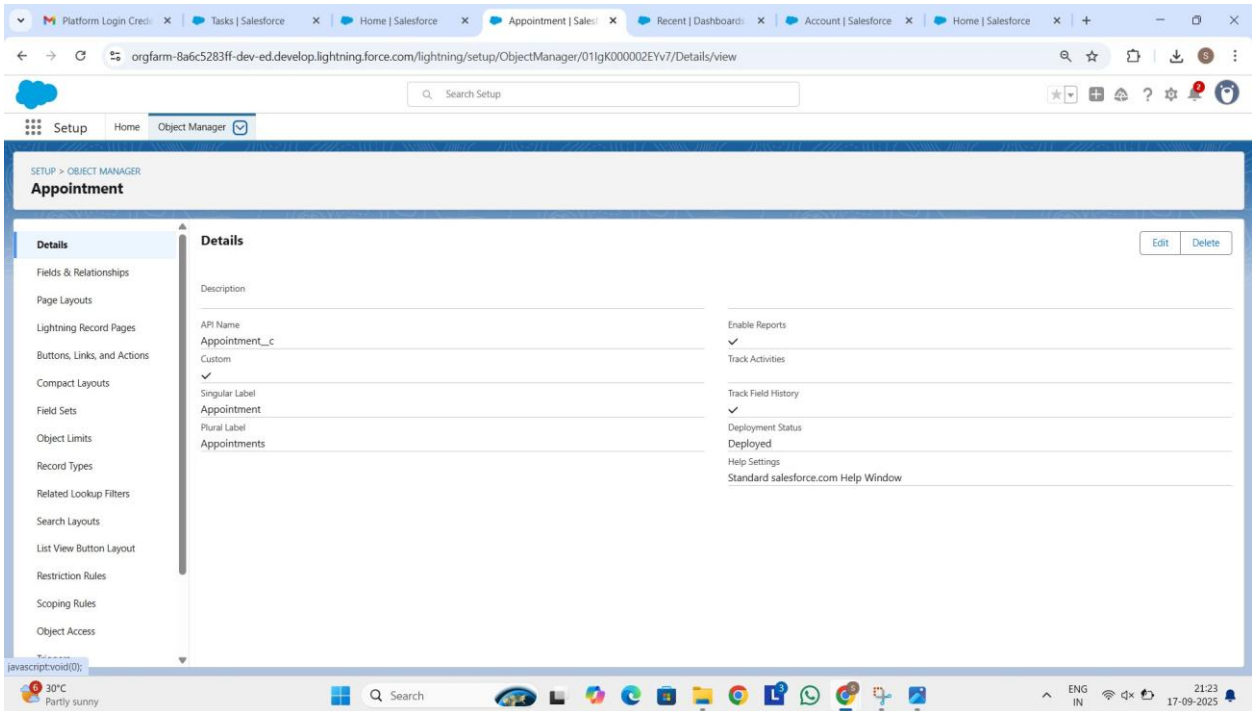 Platform Login Crede
Tasks | Salesforce
Home | Salesforce
Appointment | Salesf
Recent | Dashboards
Account | Salesforce
Home | Salesforce
orgfarm-8a6c5283ff-dev-ed.develop.lightning.force.com/lightning/setup/ObjectManager/01IgK000002EYv7/Details/view
S
Search Setup
2
Setup Home Object Manager
SETUP > OBJECT MANAGER
Appointment
Details
Fields & Relationships
Page Layouts
Lightning Record Pages
Buttons, Links, and Actions
Compact Layouts
Field Sets
Object Limits
Record Types
Related Lookup Filters
Search Layouts
List View Button Layout
Restriction Rules
Scoping Rules
Object Access
Details
Edit Delete
Description
API Name
Appointment__c
Custom
Singular Label
Appointment
Plural Label
Appointments
Enable Reports
Track Activities
Track Field History
Deployment Status
Deployed
Help Settings
Standard salesforce.com Help Window
javascript:void(0);
6
30°C
Partly sunny
Search
3
S
ENG
IN
21:23
17-09-2025